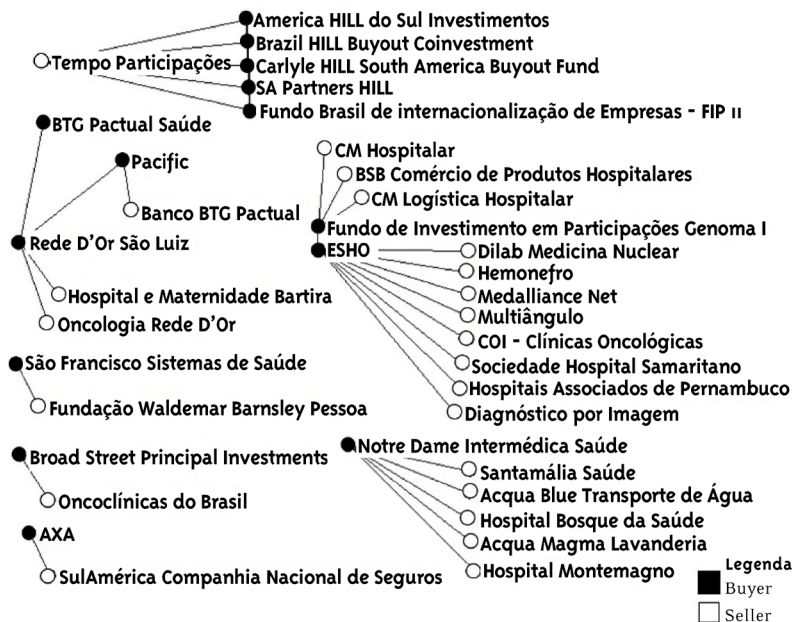 America HILL do Sul Investimentos
Brazil HILL Buyout Coinvestment
Tempo Participações
Carlyle HILL South America Buyout Fund
SA Partners HILL
Fundo Brasil de internacionalização de Empresas - FIP II
BTG Pactual Saúde
Pacific
Banco BTG Pactual
Rede D'Or São Luiz
Hospital e Maternidade Bartira
Oncologia Rede D'Or
CM Hospitalar
BSB Comércio de Produtos Hospitalares
CM Logística Hospitalar
Fundo de Investimento em Participações Genoma I
ESHO
Dilab Medicina Nuclear
Hemonefro
Medalliance Net
Multiângulo
COI - Clínicas Oncológicas
Sociedade Hospital Samaritano
Hospitais Associados de Pernambuco
Diagnóstico por Imagem
São Francisco Sistemas de Saúde
Fundação Waldemar Barnsley Pessoa
Broad Street Principal Investments
Oncoclínicas do Brasil
AXA
SulAmérica Companhia Nacional de Seguros
Notre Dame Intermédica Saúde
Santamália Saúde
Acqua Blue Transporte de Água
Hospital Bosque da Saúde
Acqua Magma Lavanderia
Hospital Montemagno
Legenda
Buyer
Seller